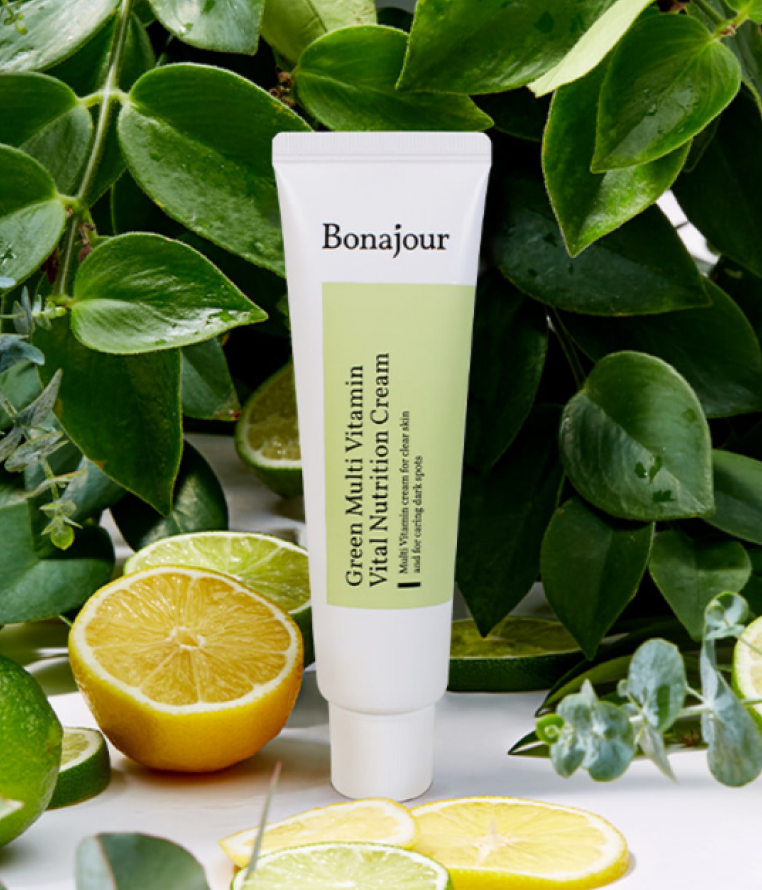 Bonajour
Green Multi Vitamin
Vital Nutrition Cream
Multi Vitamin cream for clear skin
and for caring dark spots